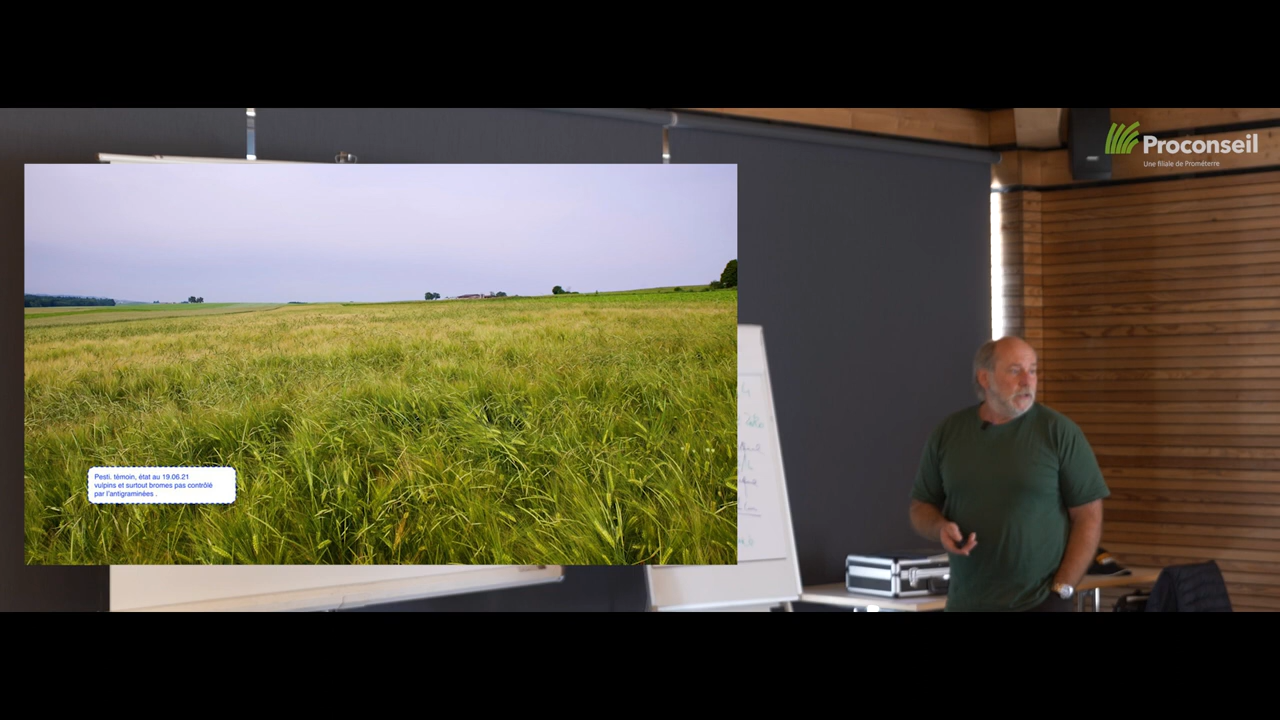 Proconseil
Une filiale de Prométerre
Pesti. témoin, état au 19.06.21
vulpins et surtout bromes pas contrôlé
par l'antigraminées .